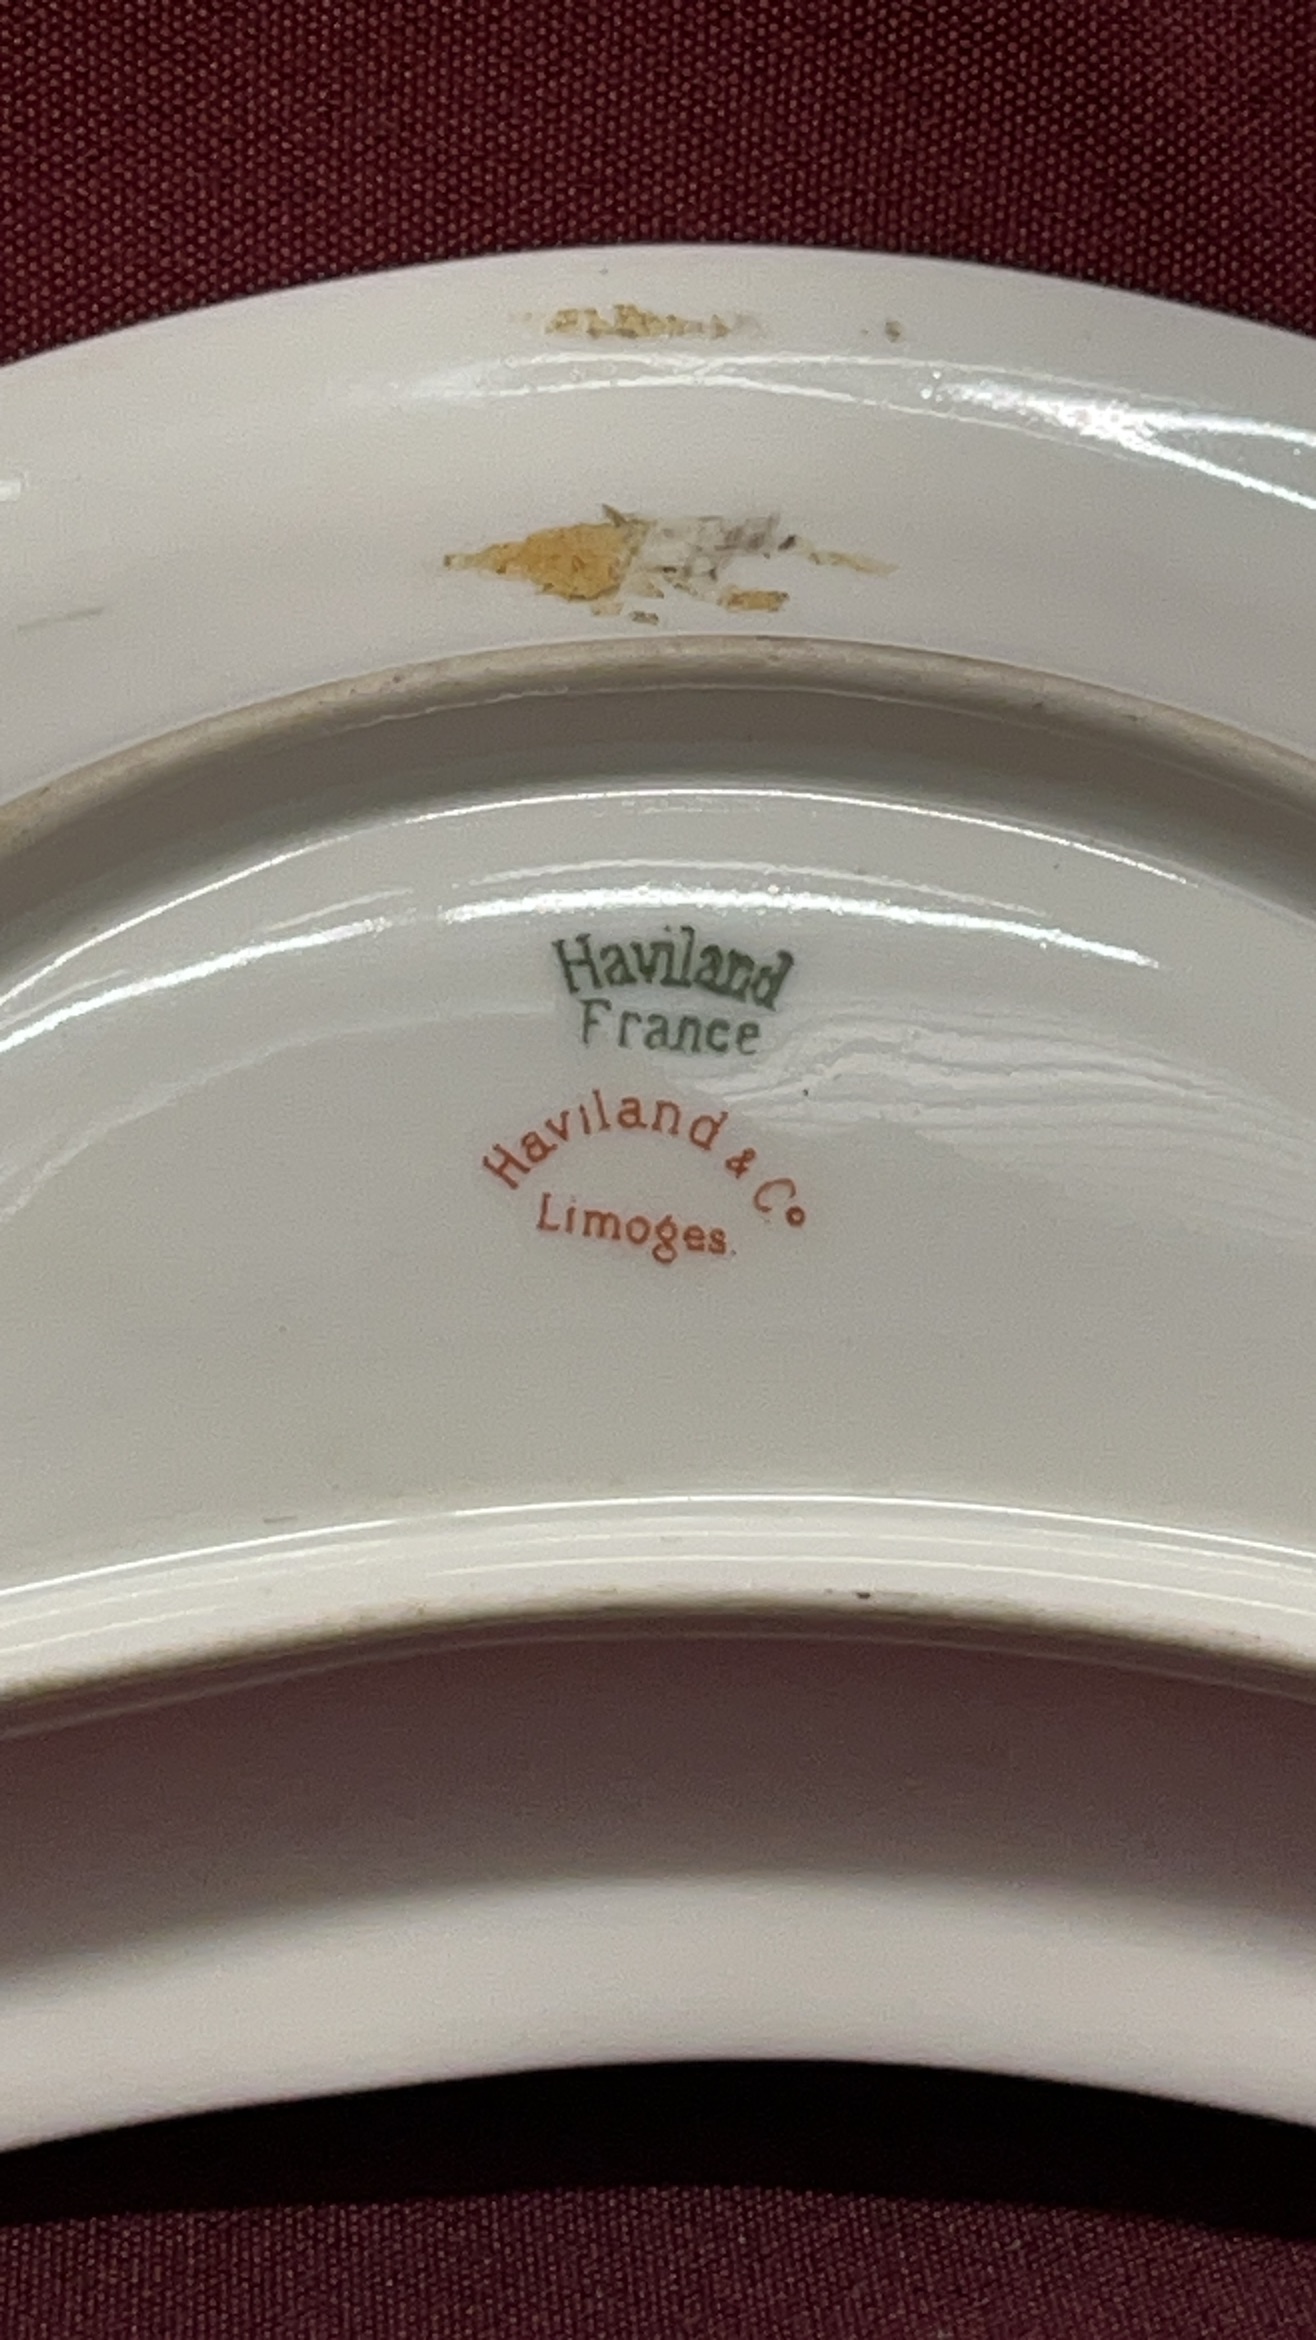 Haviland
France
Haviland & Co
Limoges.